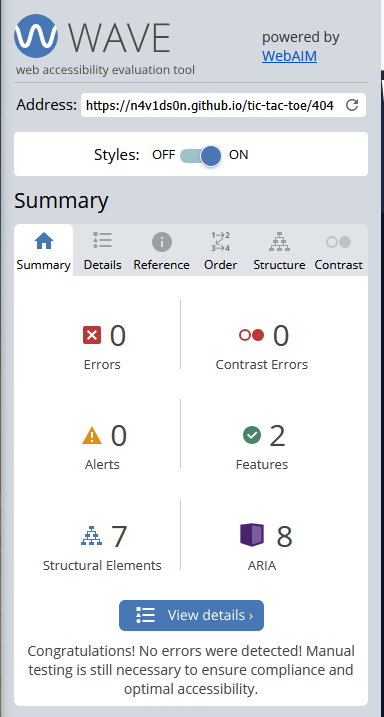 WAVE
web accessibility evaluation tool
powered by
WebAIM
Address: https://n4v1ds0n.github.io/tic-tac-toe/404
Styles: OFF ON
Summary
Summary Details Reference Order Structure Contrast
0 0
Errors Contrast Errors
0 2
Alerts Features
7 8
Structural Elements ARIA
View details ›
Congratulations! No errors were detected! Manual
testing is still necessary to ensure compliance and
optimal accessibility.